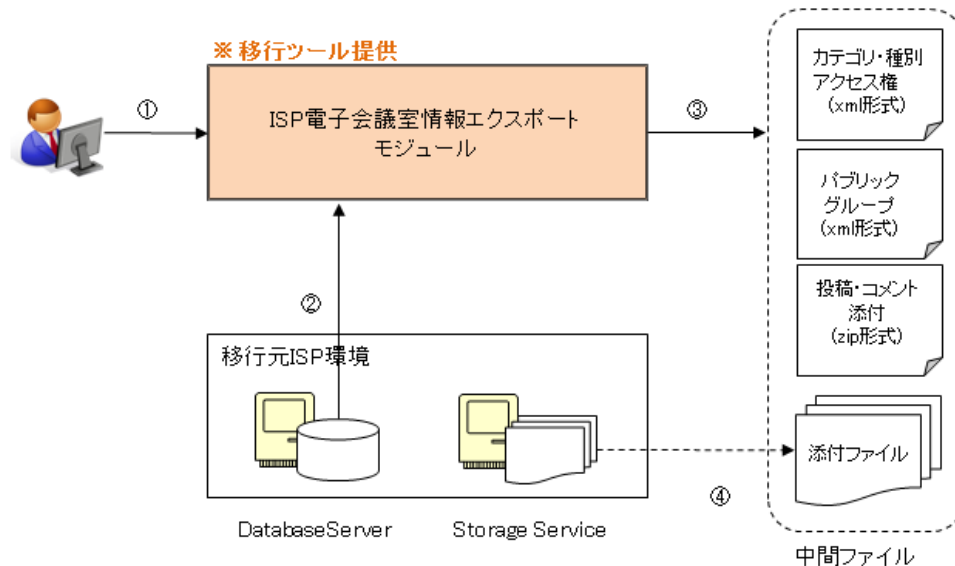 ※ 移行ツール提供
ISP電子会議室情報エクスポート
モジュール
①
②
③
④
移行元ISP環境
DatabaseServer
Storage Service
カテゴリ・種別
アクセス権
(xml形式)
パブリック
グループ
(xml形式)
投稿・コメント
添付
(zip形式)
添付ファイル
中間ファイル